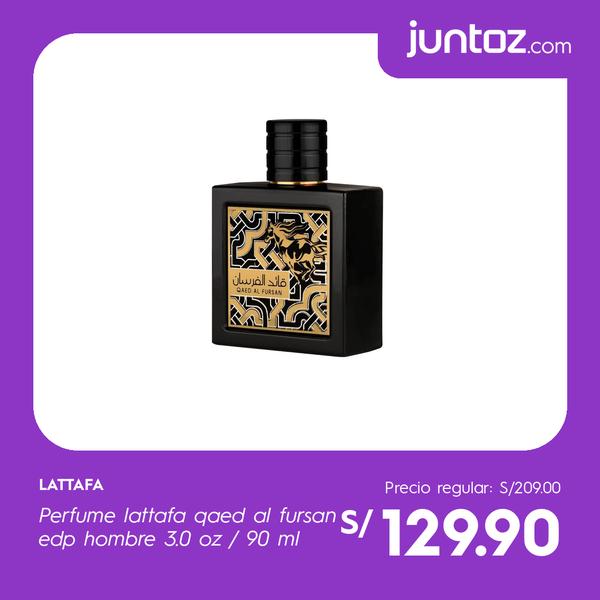 juntoz.com
قائد الفرسان
QAED AL FURSAN
LATTAFA
Precio regular: S/209.00
Perfume lattafa qaed al fursan
edp hombre 3.0 oz / 90 ml
S/129.90